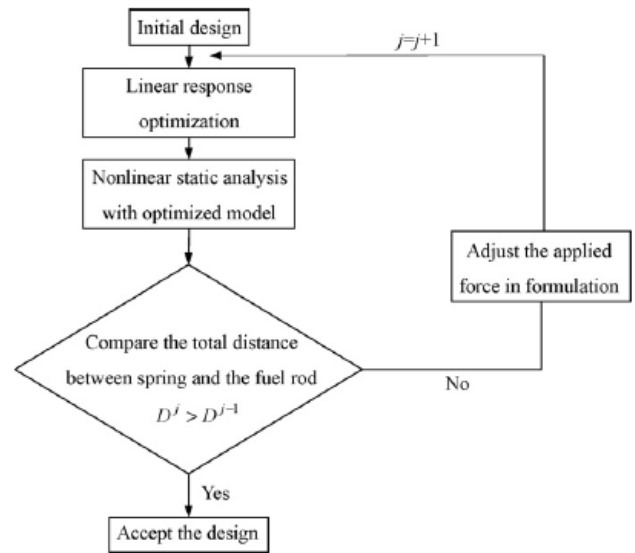 Initial design
j=j+1
Linear response
optimization
Nonlinear static analysis
with optimized model
Adjust the applied
force in formulation
Compare the total distance
between spring and the fuel rod
D^j > D^{j-1}
No
Yes
Accept the design